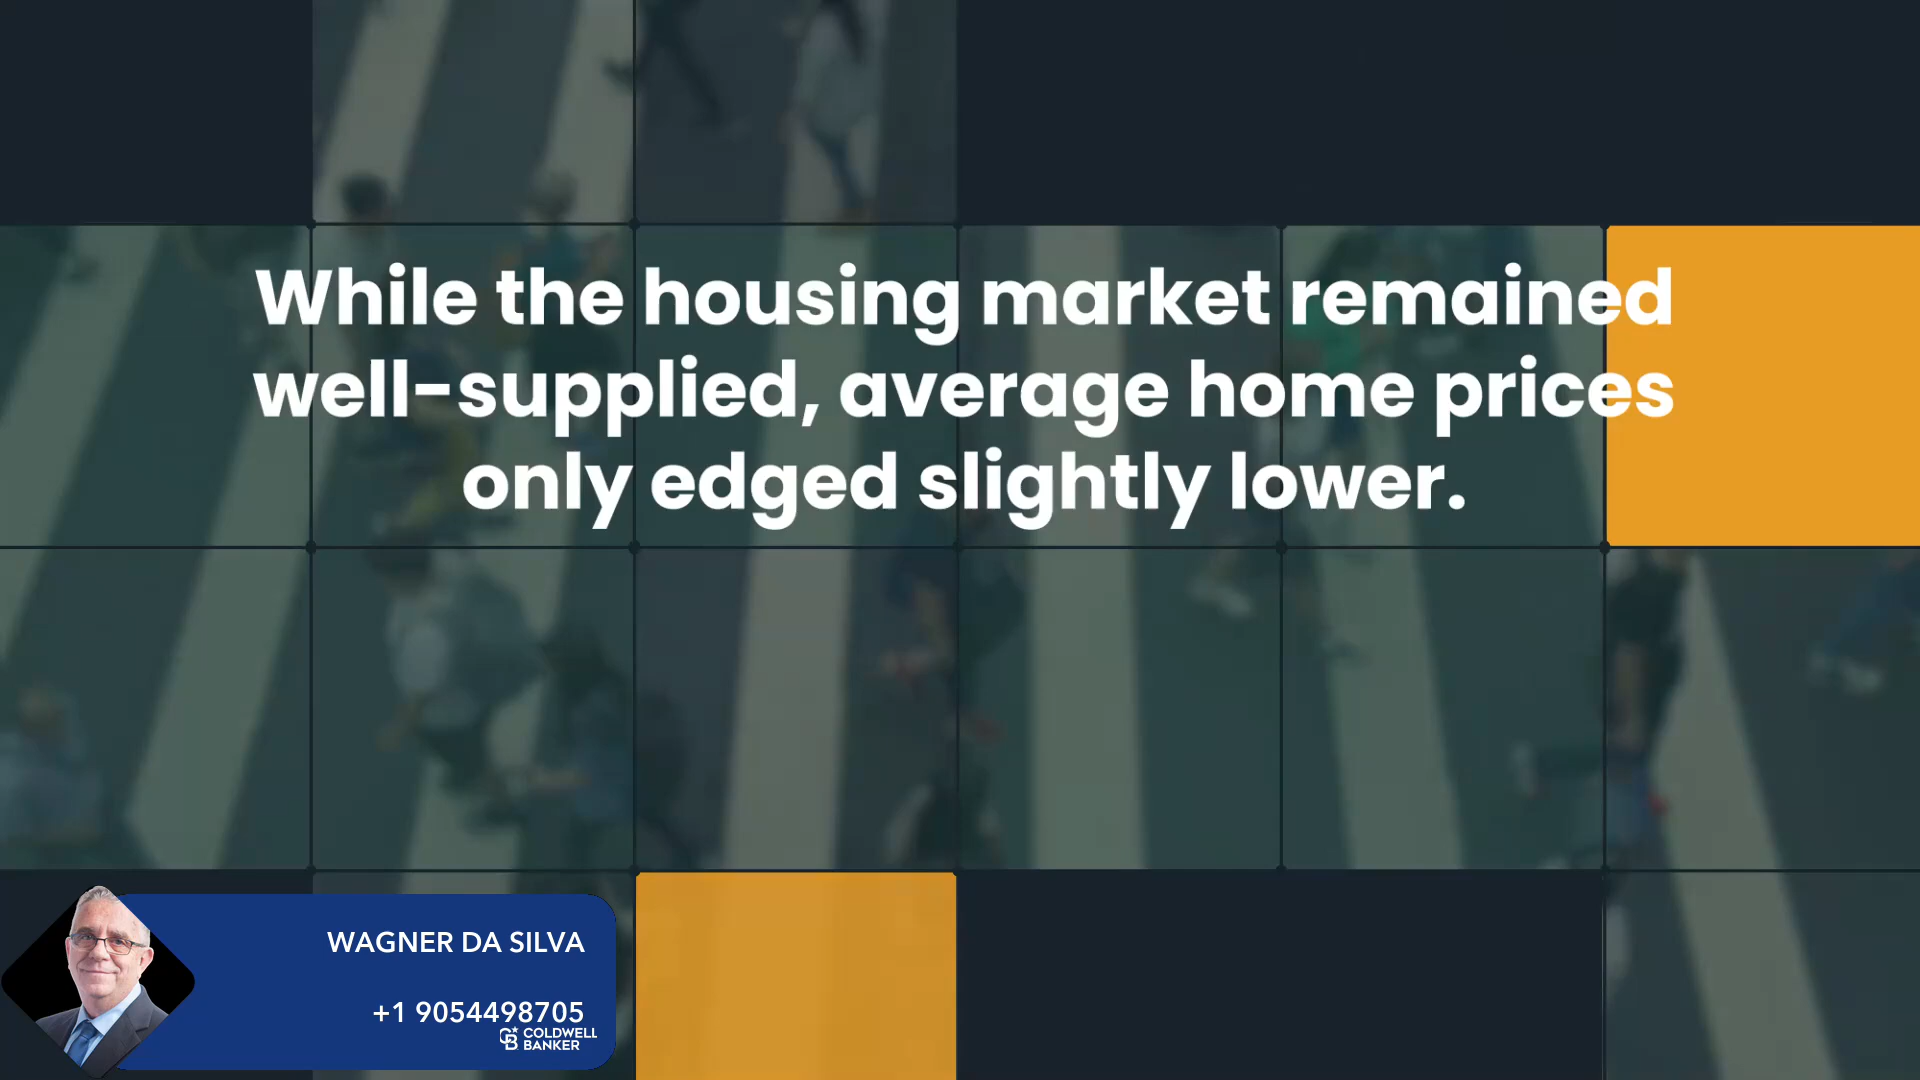 While the housing market remained
well-supplied, average home prices
only edged slightly lower.
WAGNER DA SILVA
+1 9054498705
COLDWELL
BANKER